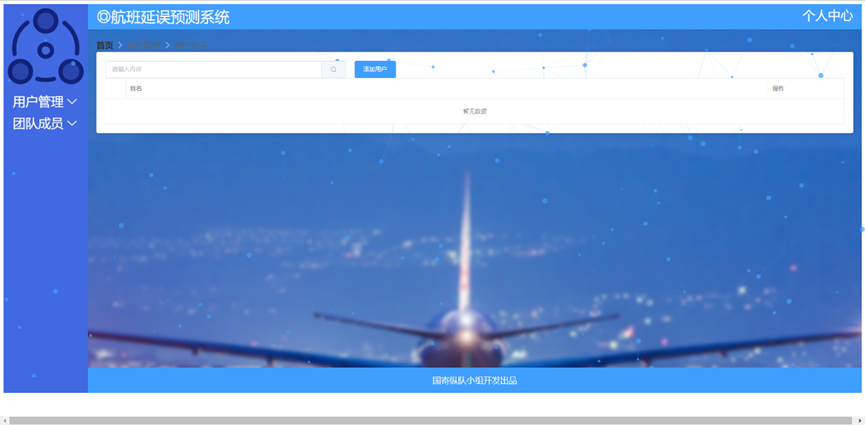 航班延误预测系统
个人中心
首页
用户管理
团队成员
请输入内容
添加用户
姓名
操作
暂无数据
国寄纵队小组开发出品